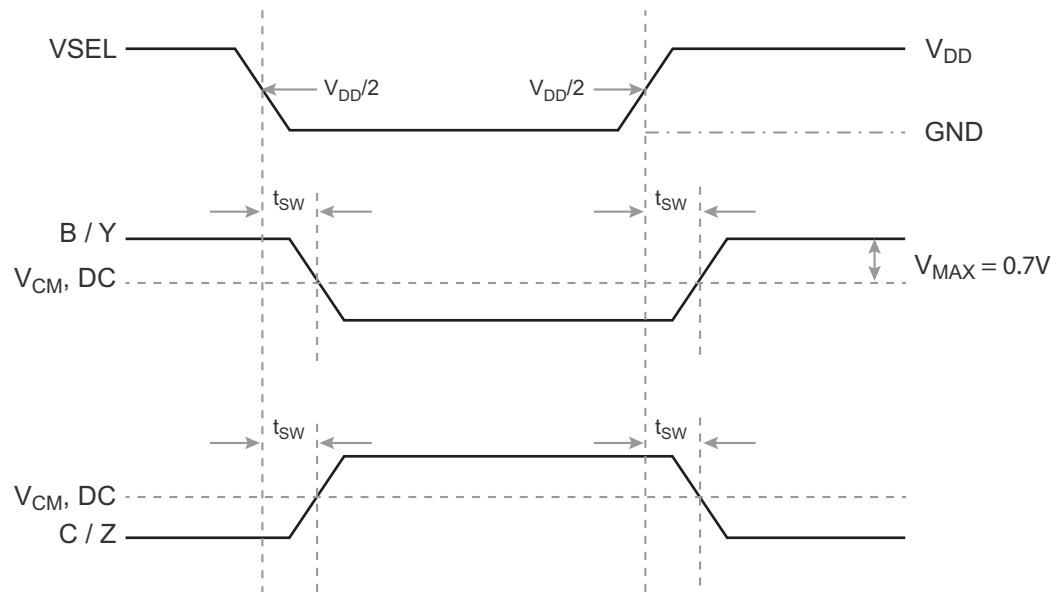 VSEL
V_DD/2
V_DD/2
V_DD
GND
t_SW
t_SW
B / Y
V_CM, DC
V_MAX = 0.7V
t_SW
t_SW
V_CM, DC
C / Z